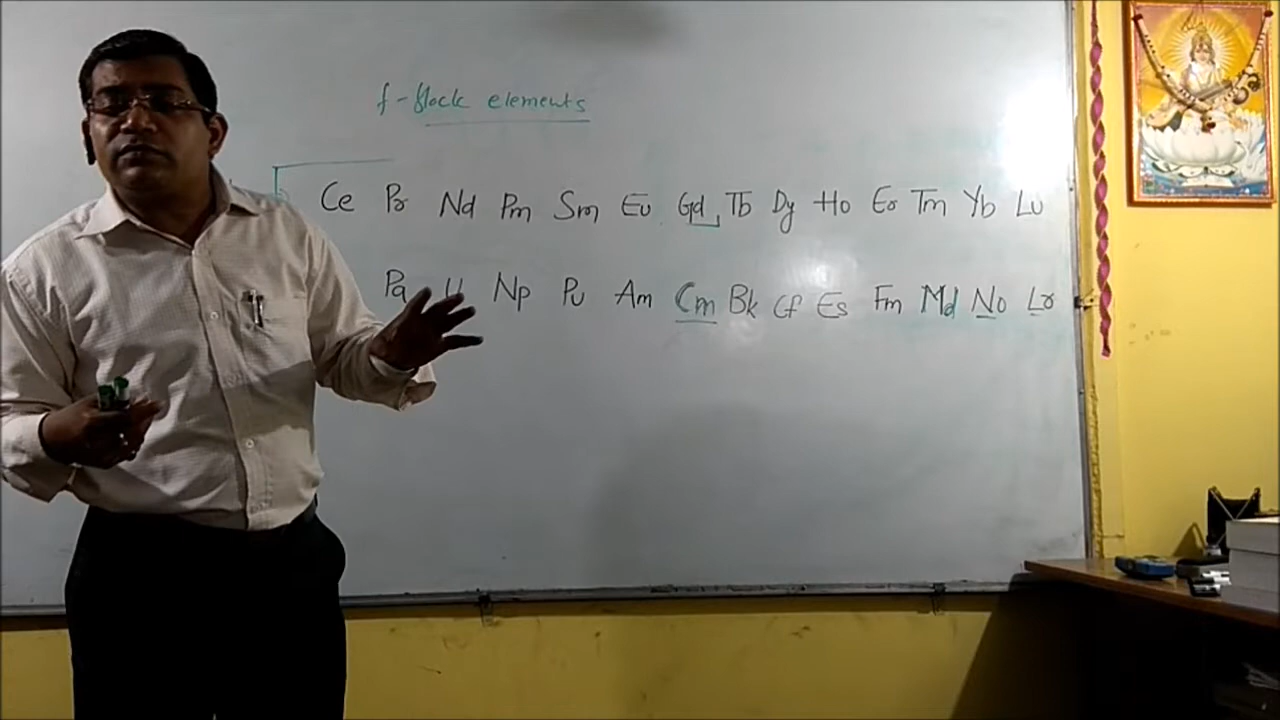 f-block elements
Ce Pr Nd Pm Sm Eu Gd Tb Dy Ho Er Tm Yb Lu
Pa U Np Pu Am Cm Bk Cf Es Fm Md No Lr